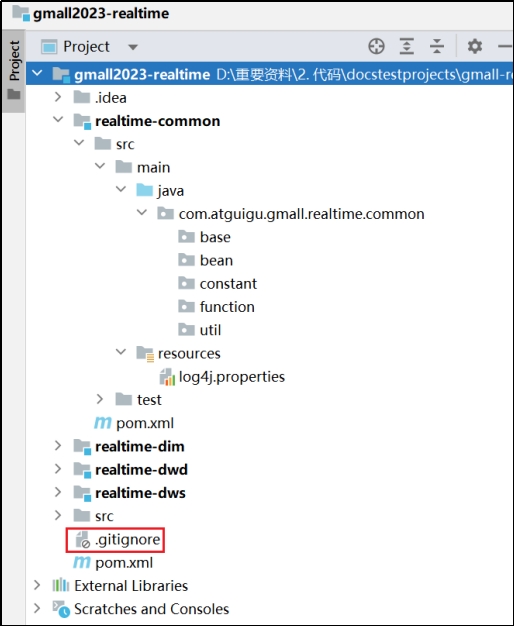 gmall2023-realtime
Project
Project
gmall2023-realtime D:\重要资料\2. 代码\docstestprojects\gmall-r
.idea
realtime-common
src
main
java
com.atguigu.gmall.realtime.common
base
bean
constant
function
util
resources
log4j.properties
test
pom.xml
realtime-dim
realtime-dwd
realtime-dws
src
.gitignore
pom.xml
External Libraries
Scratches and Consoles